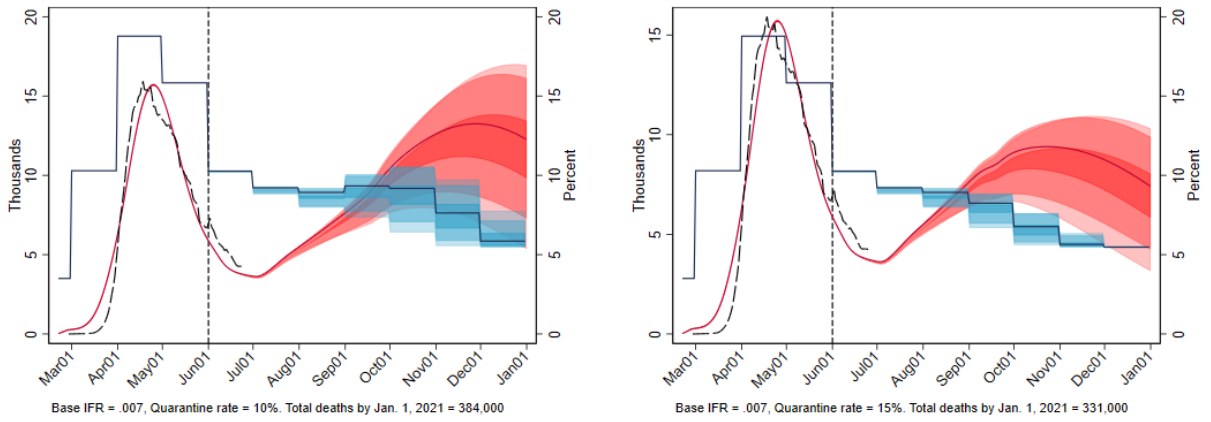 20
15
10
5
0
Thousands
20
15
10
5
0
Percent
Mar01
Apr01
May01
Jun01
Jul01
Aug01
Sep01
Oct01
Nov01
Dec01
Jan01
Base IFR = .007, Quarantine rate = 10%. Total deaths by Jan. 1, 2021 = 384,000
15
10
5
0
Thousands
20
15
10
5
0
Percent
Mar01
Apr01
May01
Jun01
Jul01
Aug01
Sep01
Oct01
Nov01
Dec01
Jan01
Base IFR = .007, Quarantine rate = 15%. Total deaths by Jan. 1, 2021 = 331,000